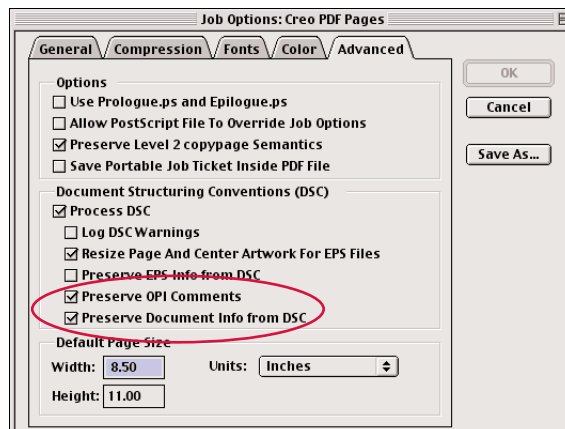 Job Options: Creo PDF Pages
General Compression Fonts Color Advanced
OK
Cancel
Save As...
Options
Use Prologue.ps and Epilogue.ps
Allow PostScript File To Override Job Options
Preserve Level 2 copypage Semantics
Save Portable Job Ticket Inside PDF File
Document Structuring Conventions (DSC)
Process DSC
Log DSC Warnings
Resize Page And Center Artwork For EPS Files
Preserve EPS Info from DSC
Preserve OPI Comments
Preserve Document Info from DSC
Default Page Size
Width: 8.50 Units: Inches
Height: 11.00